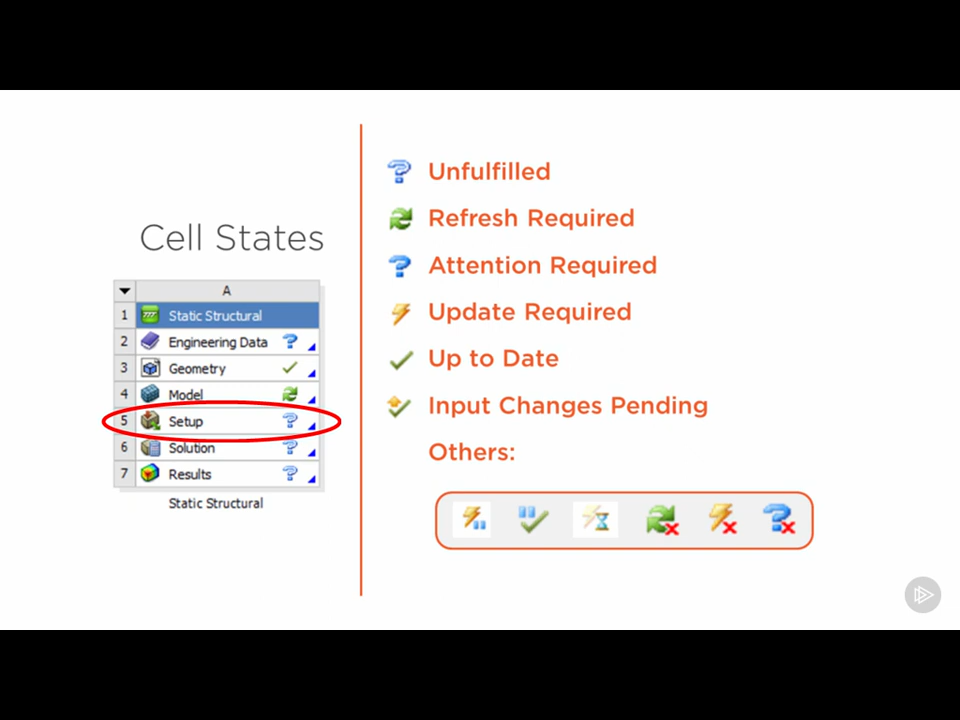 Cell States
A
1 Static Structural
2 Engineering Data
3 Geometry
4 Model
5 Setup
6 Solution
7 Results
Static Structural
Unfulfilled
Refresh Required
Attention Required
Update Required
Up to Date
Input Changes Pending
Others: